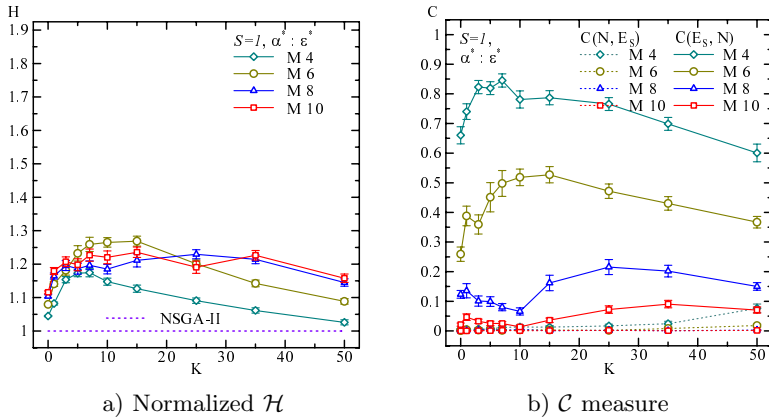 H
S=1, α* : ε*
M 4
M 6
M 8
M 10
1.9
1.8
1.7
1.6
1.5
1.4
1.3
1.2
1.1
1
0.9
NSGA-II
0 10 20 30 40 50
K
a) Normalized H
C
S=1,
α* : ε*
C(N, E_S) C(E_S, N)
M 4 M 4
M 6 M 6
M 8 M 8
M 10 M 10
1
0.9
0.8
0.7
0.6
0.5
0.4
0.3
0.2
0.1
0
0 10 20 30 40 50
K
b) C measure